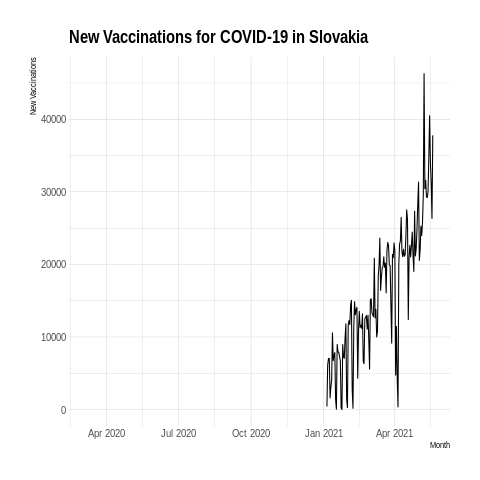 New Vaccinations for COVID-19 in Slovakia
New Vaccinations
40000
30000
20000
10000
0
Apr 2020 Jul 2020 Oct 2020 Jan 2021 Apr 2021
Month